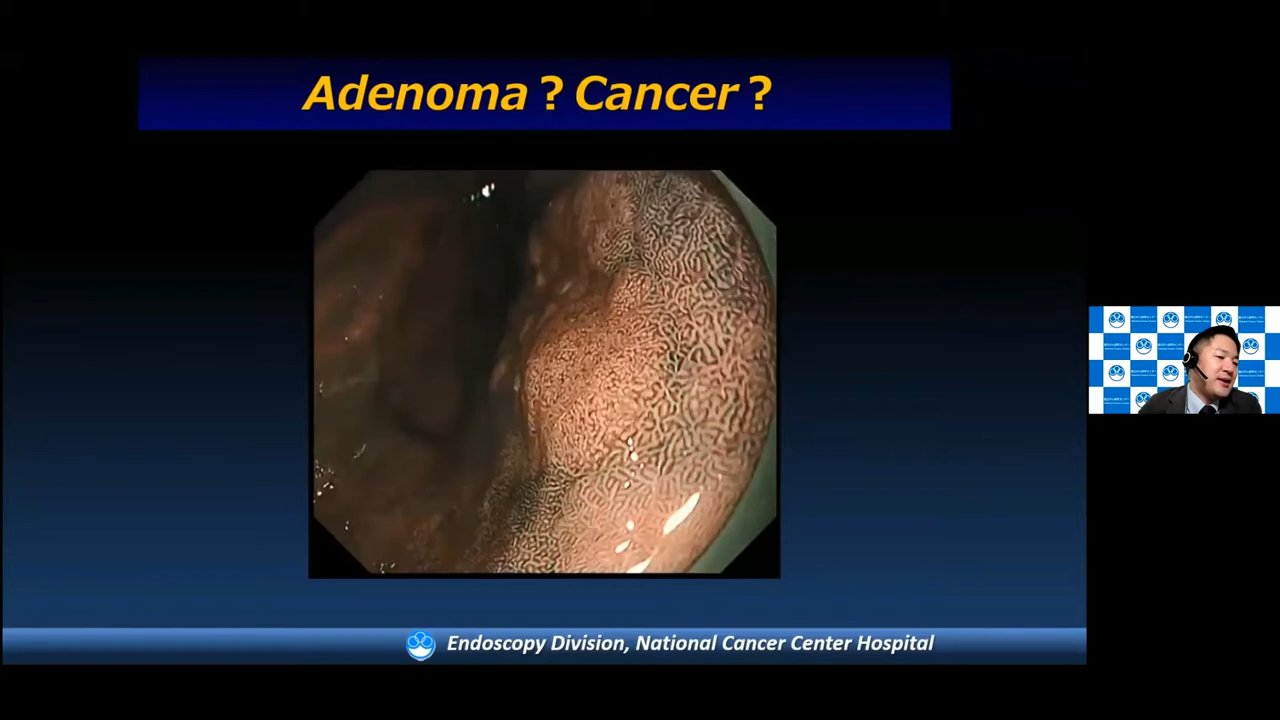 Adenoma？Cancer？
Endoscopy Division, National Cancer Center Hospital